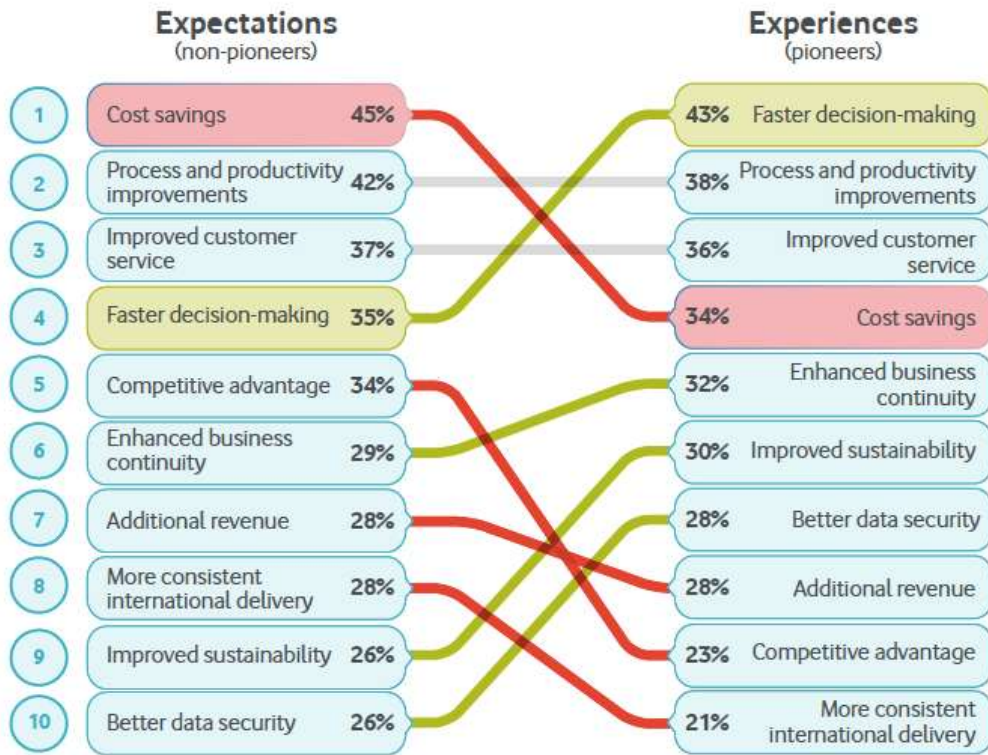 Expectations
(non-pioneers)
Experiences
(pioneers)
1
Cost savings 45%
43% Faster decision-making
2
Process and productivity
improvements 42%
38% Process and productivity
improvements
3
Improved customer
service 37%
36% Improved customer
service
4
Faster decision-making 35%
34% Cost savings
5
Competitive advantage 34%
32% Enhanced business
continuity
6
Enhanced business
continuity 29%
30% Improved sustainability
7
Additional revenue 28%
28% Better data security
8
More consistent
international delivery 28%
28% Additional revenue
9
Improved sustainability 26%
23% Competitive advantage
10
Better data security 26%
21% More consistent
international delivery